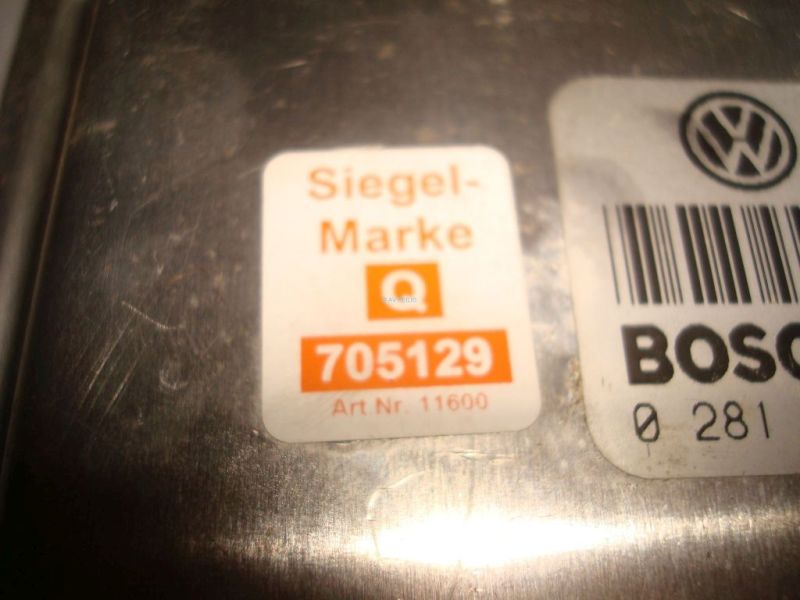 Siegel-
Marke
Q
705129
Art Nr. 11600
BOSC
0 281